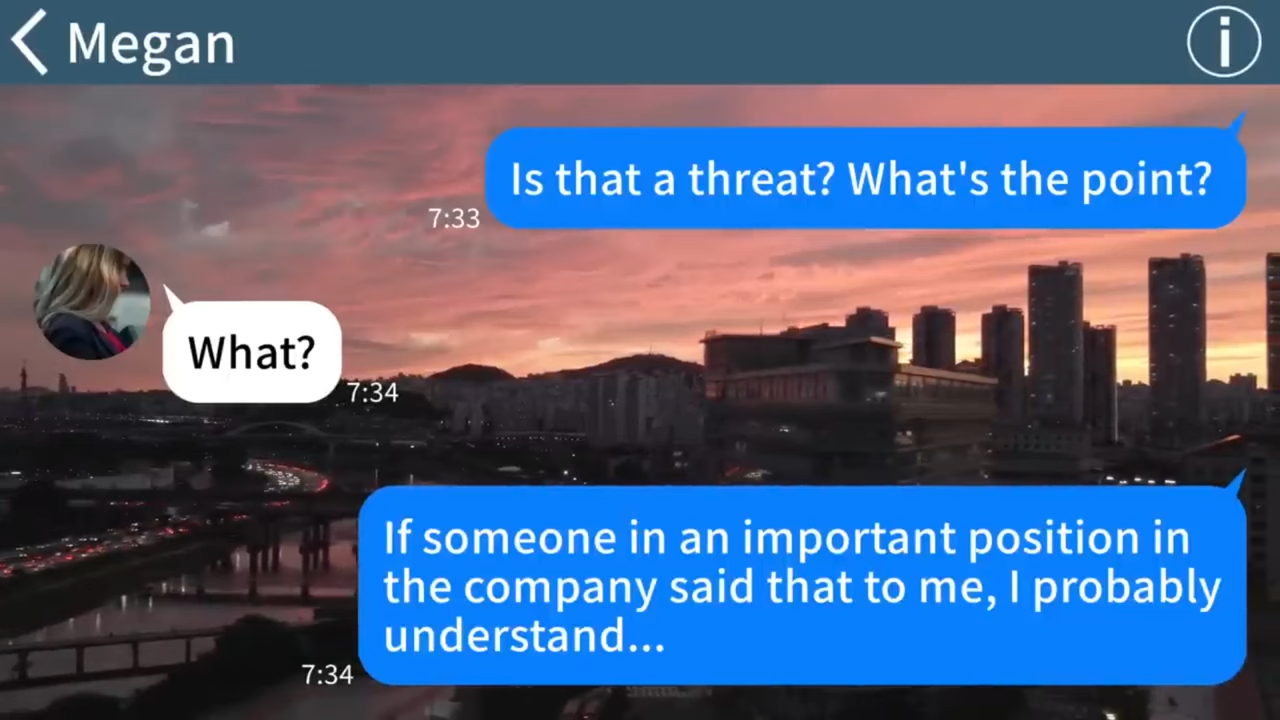 Megan
i
Is that a threat? What's the point?
7:33
What?
7:34
If someone in an important position in
the company said that to me, I probably
understand...
7:34